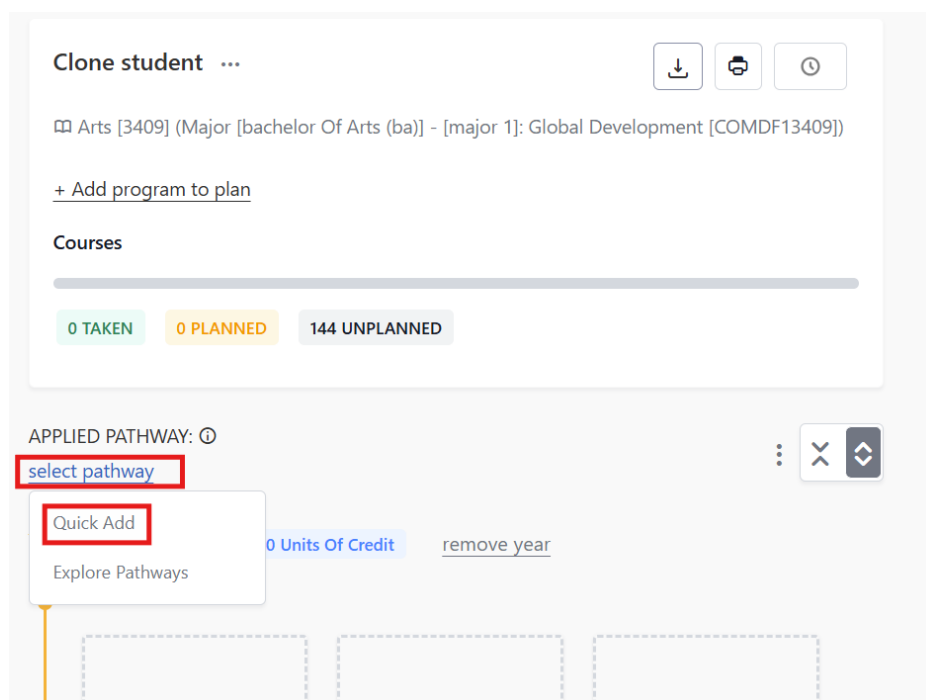 Clone student ...
Arts [3409] (Major [bachelor Of Arts (ba)] - [major 1]: Global Development [COMDF13409])
+ Add program to plan
Courses
0 TAKEN 0 PLANNED 144 UNPLANNED
APPLIED PATHWAY:
select pathway
Quick Add
0 Units Of Credit remove year
Explore Pathways